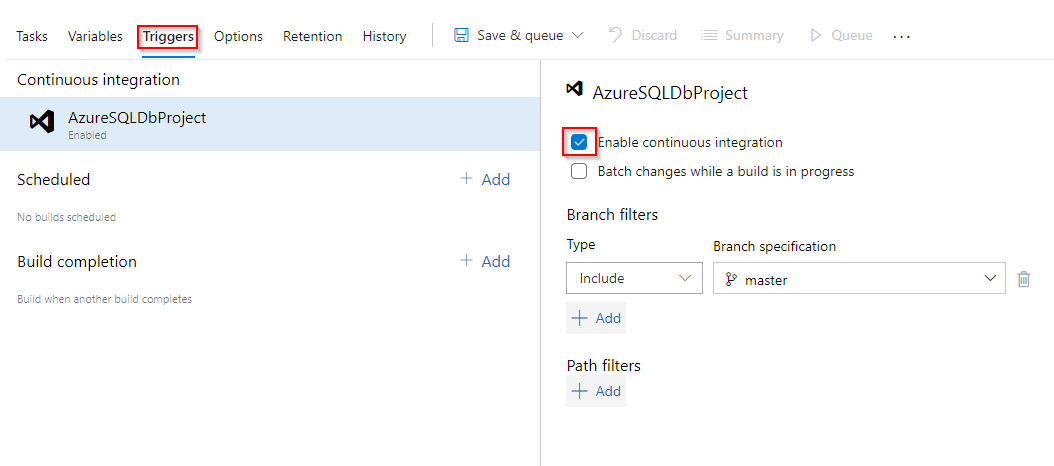 Tasks Variables Triggers Options Retention History Save & queue Discard Summary Queue ...
Continuous integration
AzureSQLDbProject
Enabled
Scheduled + Add
No builds scheduled
Build completion + Add
Build when another build completes
AzureSQLDbProject
Enable continuous integration
Batch changes while a build is in progress
Branch filters
Type Branch specification
Include master
+ Add
Path filters
+ Add